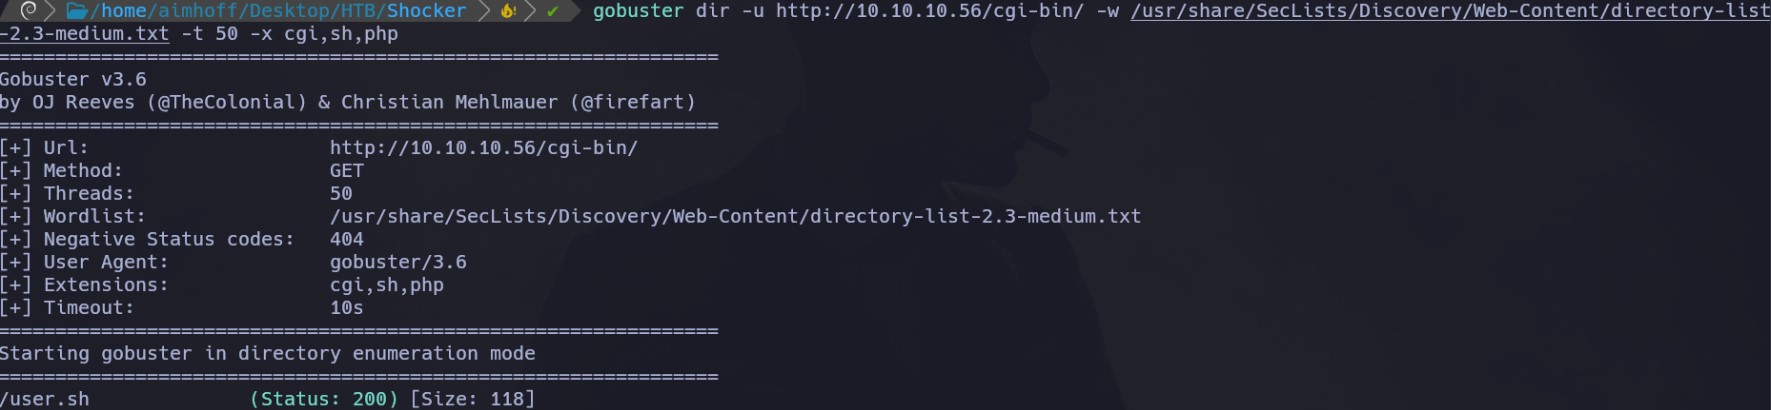 /home/aimhoff/Desktop/HTB/Shocker ✔ gobuster dir -u http://10.10.10.56/cgi-bin/ -w /usr/share/SecLists/Discovery/Web-Content/directory-list
-2.3-medium.txt -t 50 -x cgi,sh,php
===============================================================
Gobuster v3.6
by OJ Reeves (@TheColonial) & Christian Mehlmauer (@firefart)
===============================================================
[+] Url: http://10.10.10.56/cgi-bin/
[+] Method: GET
[+] Threads: 50
[+] Wordlist: /usr/share/SecLists/Discovery/Web-Content/directory-list-2.3-medium.txt
[+] Negative Status codes: 404
[+] User Agent: gobuster/3.6
[+] Extensions: cgi,sh,php
[+] Timeout: 10s
===============================================================
Starting gobuster in directory enumeration mode
===============================================================
/user.sh (Status: 200) [Size: 118]